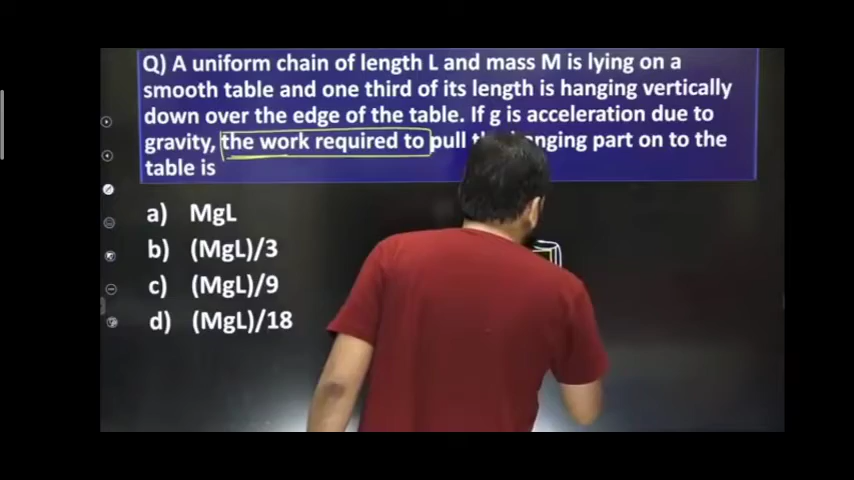 Q) A uniform chain of length L and mass M is lying on a
smooth table and one third of its length is hanging vertically
down over the edge of the table. If g is acceleration due to
gravity, the work required to pull part on to the
table is
a) MgL
b) (MgL)/3
c) (MgL)/9
d) (MgL)/18